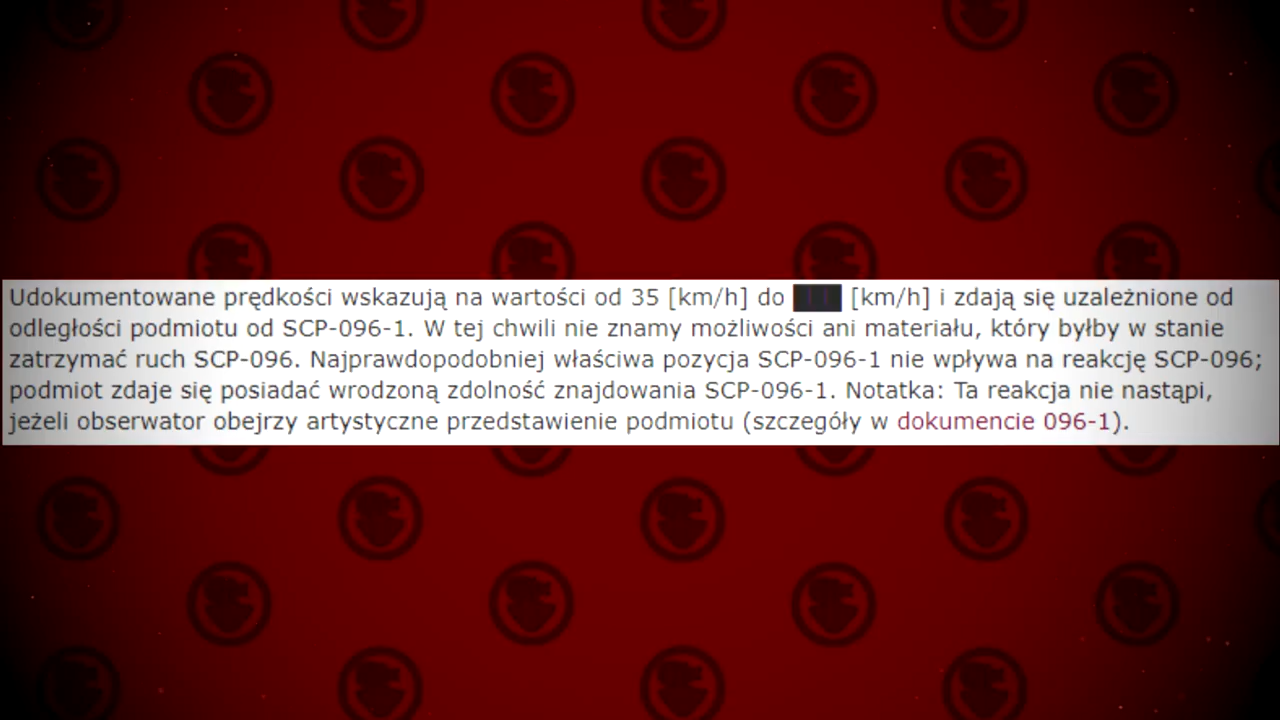 Udokumentowane prędkości wskazują na wartości od 35 [km/h] do [km/h] i zdają się uzależnione od
odległości podmiotu od SCP-096-1. W tej chwili nie znamy możliwości ani materiału, który byłby w stanie
zatrzymać ruch SCP-096. Najprawdopodobniej właściwa pozycja SCP-096-1 nie wpływa na reakcję SCP-096;
podmiot zdaje się posiadać wrodzoną zdolność znajdowania SCP-096-1. Notatka: Ta reakcja nie nastąpi,
jeżeli obserwator obejrzy artystyczne przedstawienie podmiotu (szczegóły w dokumencie 096-1).